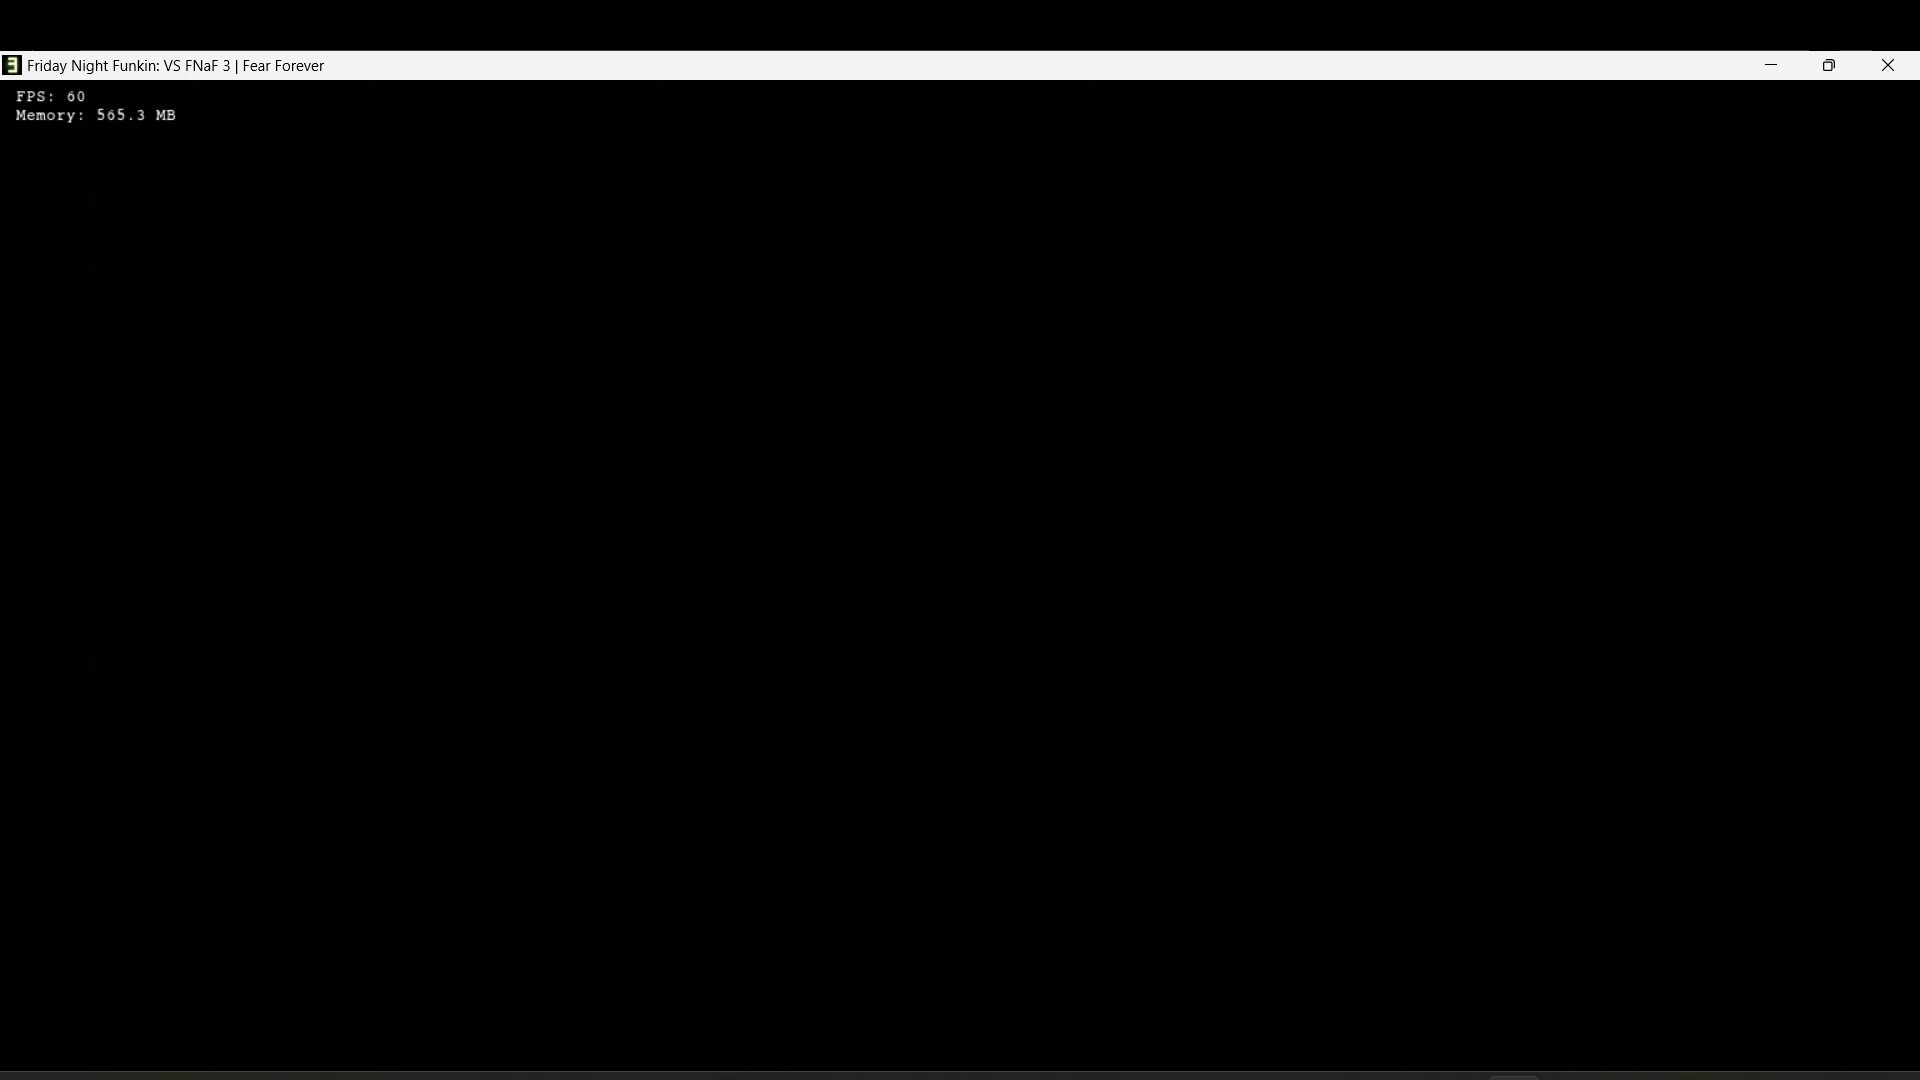 Friday Night Funkin: VS FNaF 3 | Fear Forever
FPS: 60
Memory: 565.3 MB